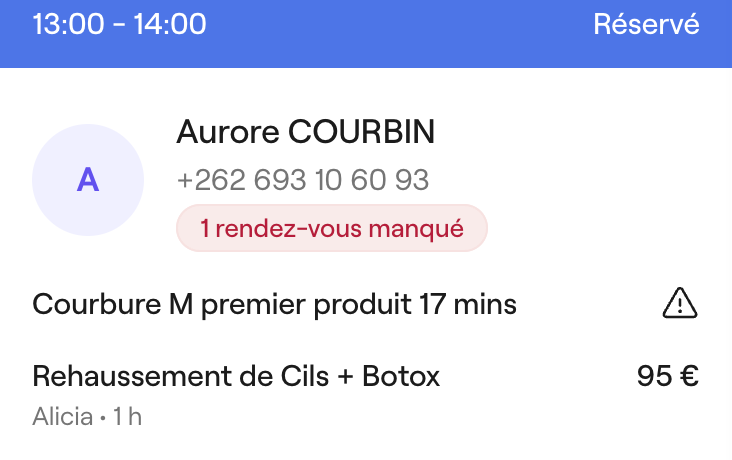 13:00 - 14:00 Réservé
A
Aurore COURBIN
+262 693 10 60 93
1 rendez-vous manqué
Courbure M premier produit 17 mins
Rehaussement de Cils + Botox 95 €
Alicia • 1 h